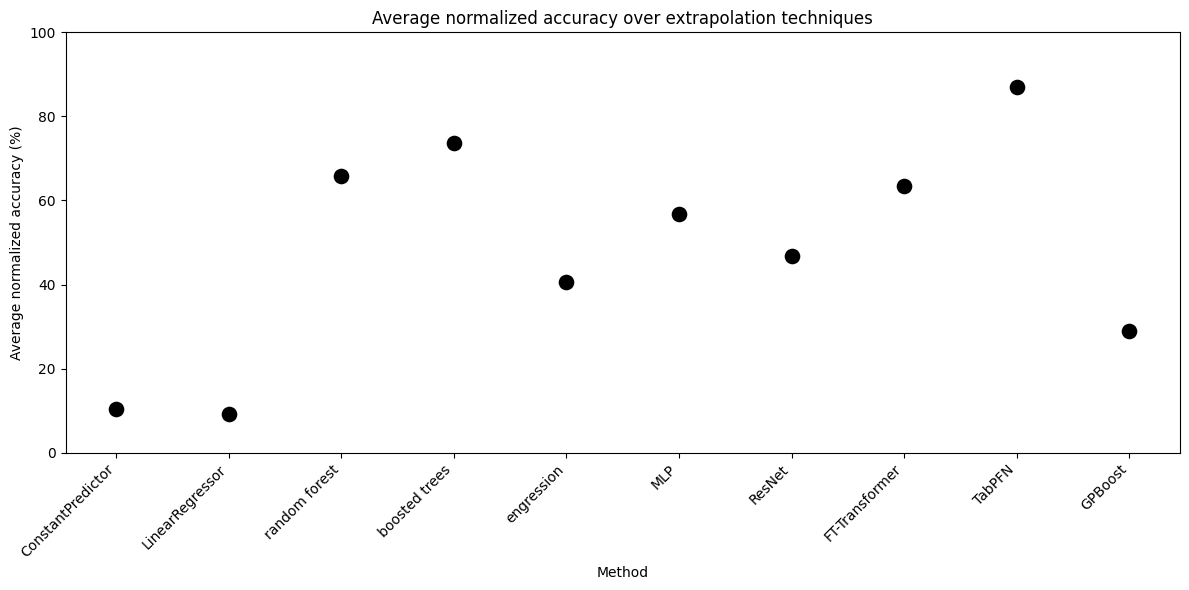 Average normalized accuracy over extrapolation techniques
Average normalized accuracy (%)
100
80
60
40
20
0
ConstantPredictor
LinearRegressor
random forest
boosted trees
engression
MLP
ResNet
FT-Transformer
TabPFN
GPBoost
Method